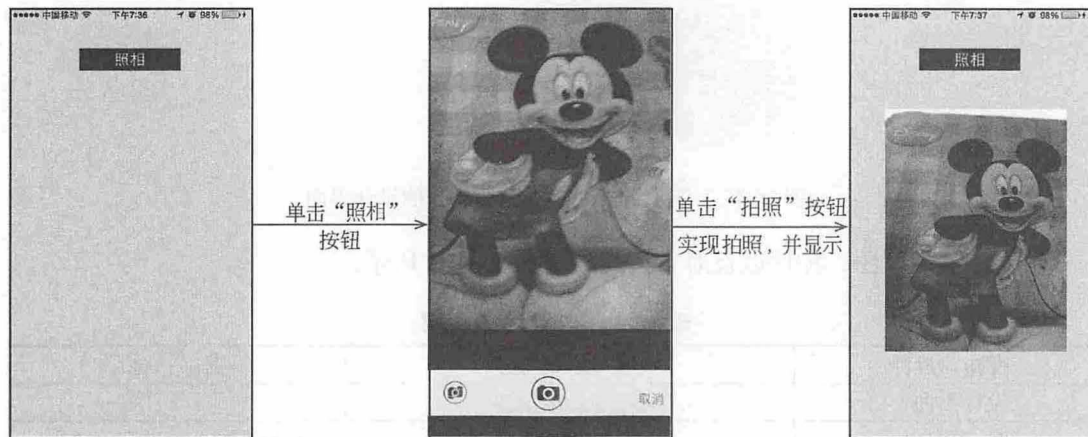 中国移动 下午7:36 98%
照相
单击“照相”
按钮
取消
单击“拍照”按钮
实现拍照,并显示
中国移动 下午7:37 98%
照相